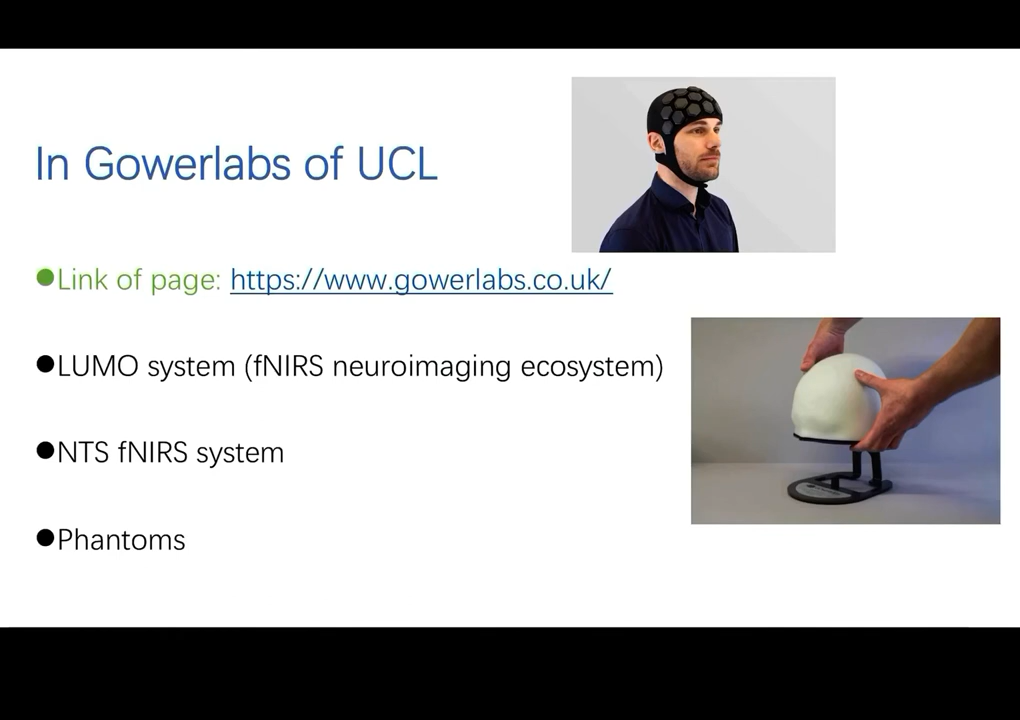 In Gowerlabs of UCL
●Link of page: https://www.gowerlabs.co.uk/
●LUMO system (fNIRS neuroimaging ecosystem)
●NTS fNIRS system
●Phantoms